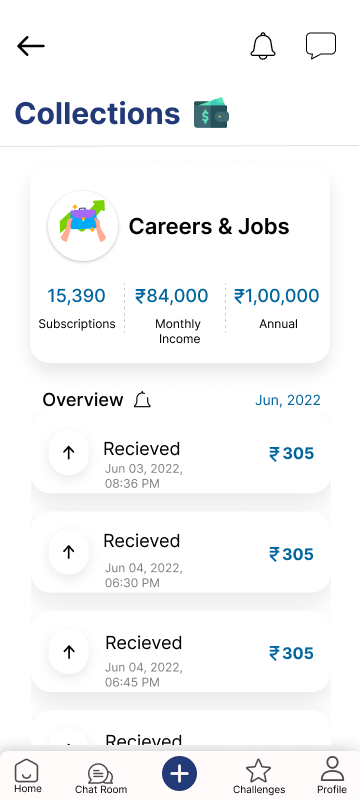 Collections
Careers & Jobs
15,390
₹84,000
₹1,00,000
Subscriptions
Monthly
Income
Annual
Overview
Jun, 2022
Recieved
₹305
Jun 03, 2022,
08:36 PM
Recieved
₹305
Jun 04, 2022,
06:30 PM
Recieved
₹305
Jun 04, 2022,
06:45 PM
Recieved
Home
Chat Room
Challenges
Profile